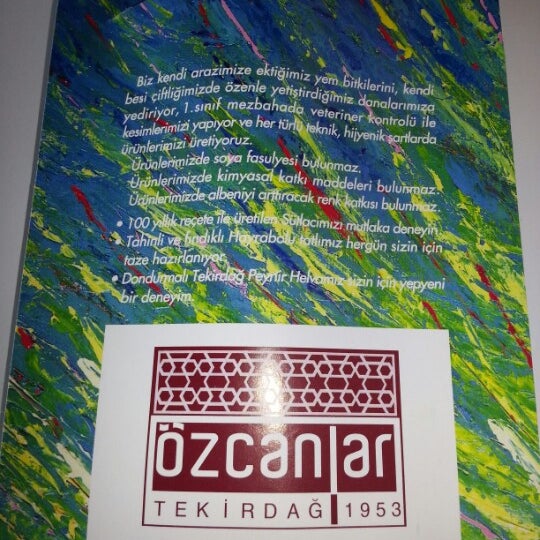 Biz kendi arazimize ektiğimiz yem bitkilerini, kendi
besi çiftliğimizde özenle yetiştirdiğimiz danalarımıza
yediriyor, 1.sınıf mezbahada veteriner kontrolü ile
kesimlerimizi yapıyor ve her türlü teknik, hijyenik şartlarda
ürünlerimizi üretiyoruz.
Ürünlerimizde soya fasulyesi bulunmaz.
Ürünlerimizde kimyasal katkı maddeleri bulunmaz.
Ürünlerimizde albeniyi artıracak renk katkısı bulunmaz.
• 100 yıllık reçete ile üretilen Sütlacımızı mutlaka deneyin.
• Tahinli ve fındıklı Hayrabolu tatlımız hergün sizin için
taze hazırlanıyor.
• Dondurmalı Tekirdağ Peynir Helvamız sizin için yepyeni
bir deneyim.
özcanlar
TEKİRDAĞ 1953